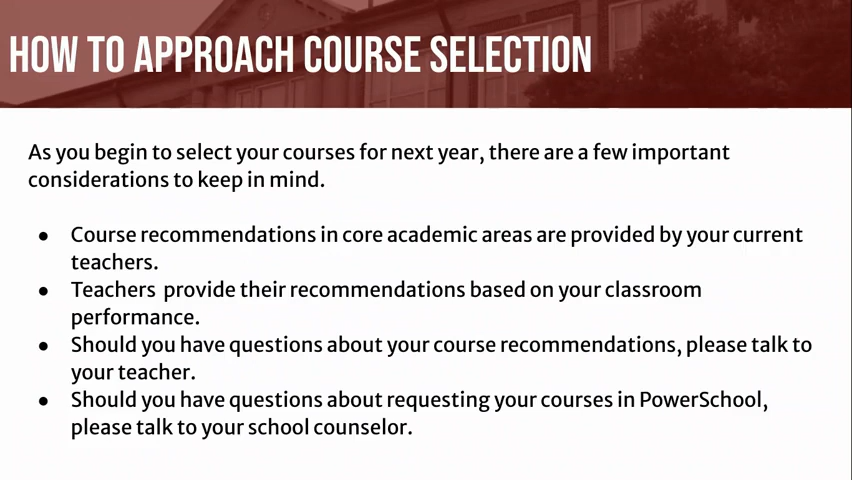 HOW TO APPROACH COURSE SELECTION
As you begin to select your courses for next year, there are a few important
considerations to keep in mind.
● Course recommendations in core academic areas are provided by your current
teachers.
● Teachers  provide their recommendations based on your classroom
performance.
● Should you have questions about your course recommendations, please talk to
your teacher.
● Should you have questions about requesting your courses in PowerSchool,
please talk to your school counselor.